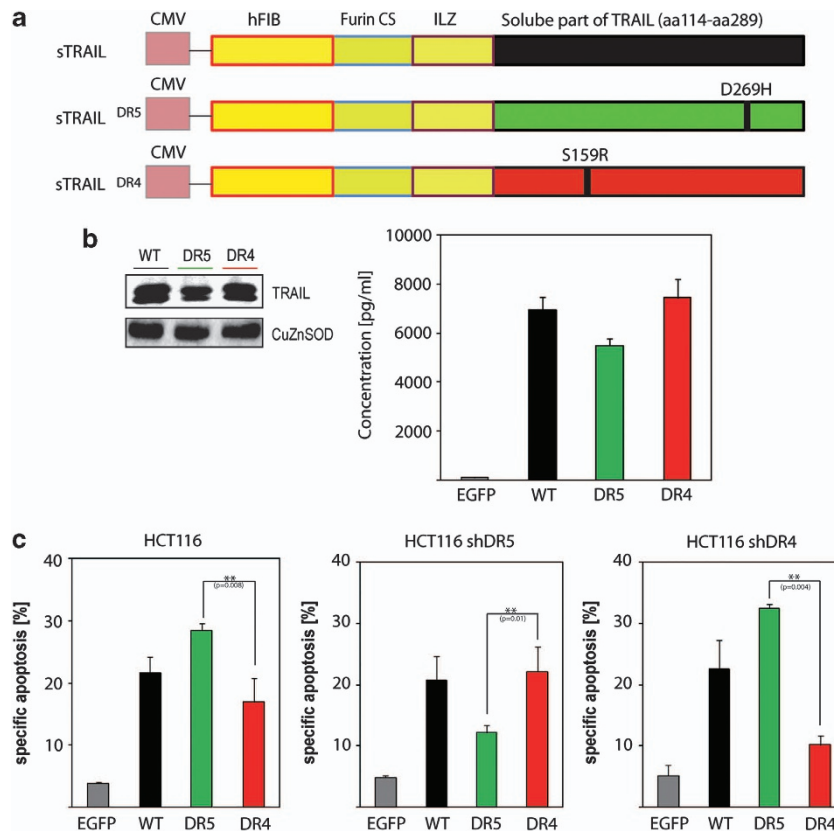 a
hFIB Furin CS ILZ Solube part of TRAIL (aa114-aa289)
CMV
sTRAIL
CMV
D269H
sTRAIL DR5
CMV
S159R
sTRAIL DR4
b
WT DR5 DR4
TRAIL
CuZnSOD
Concentration [pg/ml]
10000
8000
6000
4000
2000
EGFP WT DR5 DR4
c
HCT116
specific apoptosis [%]
40
30
20
10
**
(p=0.008)
EGFP WT DR5 DR4
HCT116 shDR5
specific apoptosis [%]
40
30
20
10
**
(p=0.01)
EGFP WT DR5 DR4
HCT116 shDR4
specific apoptosis [%]
40
30
20
10
**
(p=0.004)
EGFP WT DR5 DR4